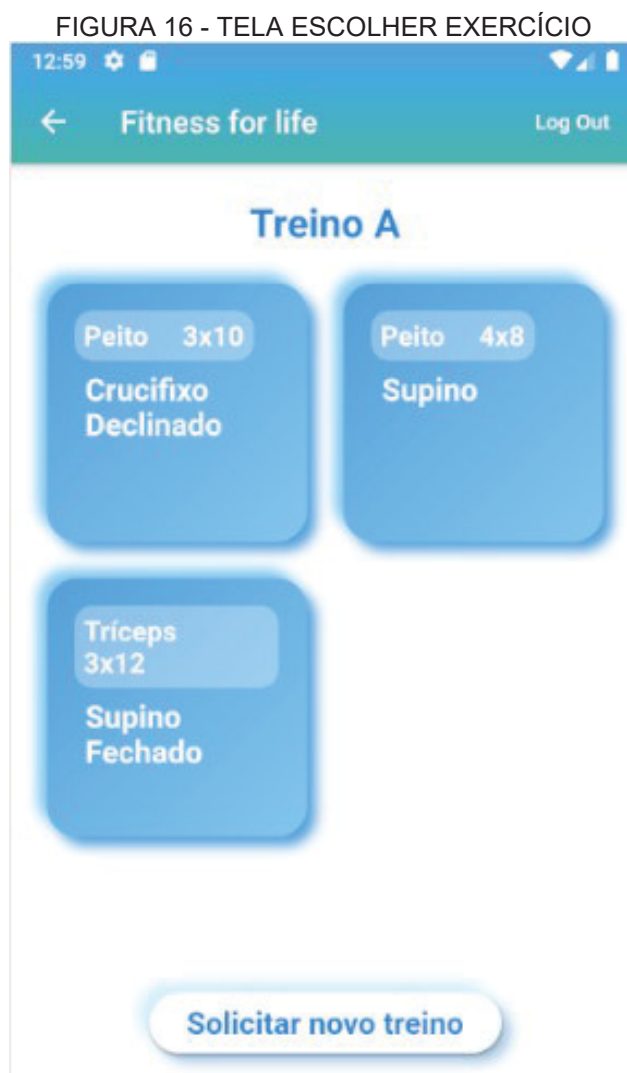 FIGURA 16 - TELA ESCOLHER EXERCÍCIO
12:59
Fitness for life
Log Out
Treino A
Peito 3x10
Crucifixo
Declinado
Peito 4x8
Supino
Tríceps
3x12
Supino
Fechado
Solicitar novo treino